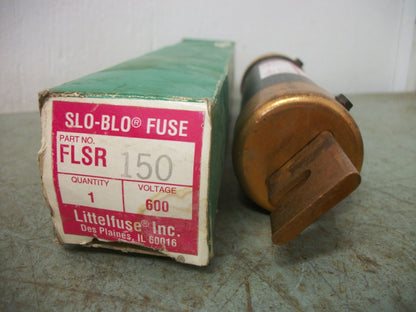 SLO-BLO® FUSE
PART NO.
FLSR 150
QUANTITY VOLTAGE
1 600
Littelfuse® Inc.
Des Plaines, IL 60016